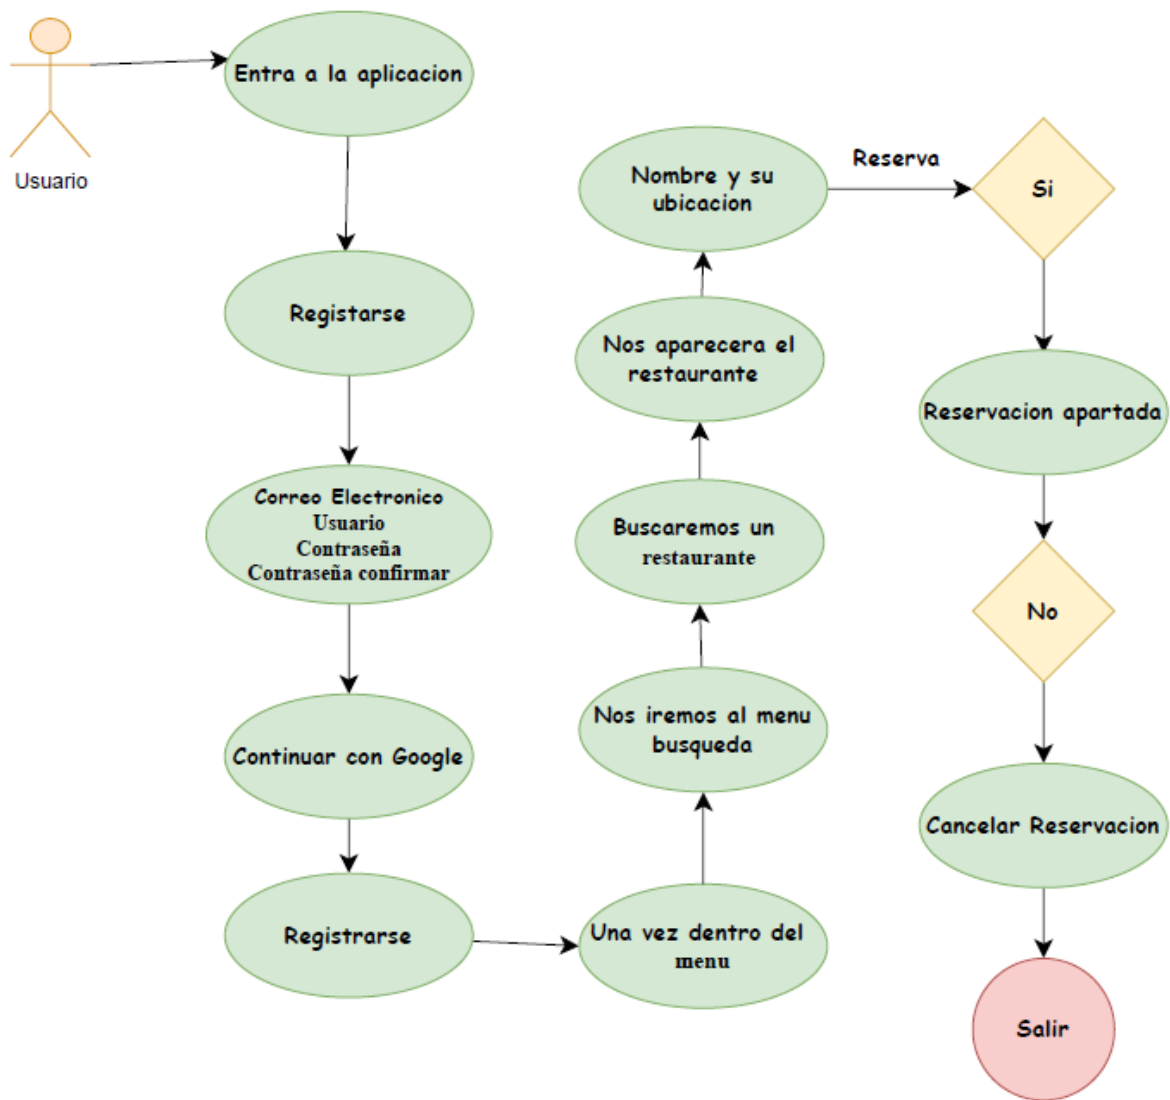 Usuario
Entra a la aplicacion
Registarse
Correo Electronico
Usuario
Contraseña
Contraseña confirmar
Continuar con Google
Registrarse
Una vez dentro del
menu
Nos iremos al menu
busqueda
Buscaremos un
restaurante
Nos aparecera el
restaurante
Nombre y su
ubicacion
Reserva
Si
Reservacion apartada
No
Cancelar Reservacion
Salir